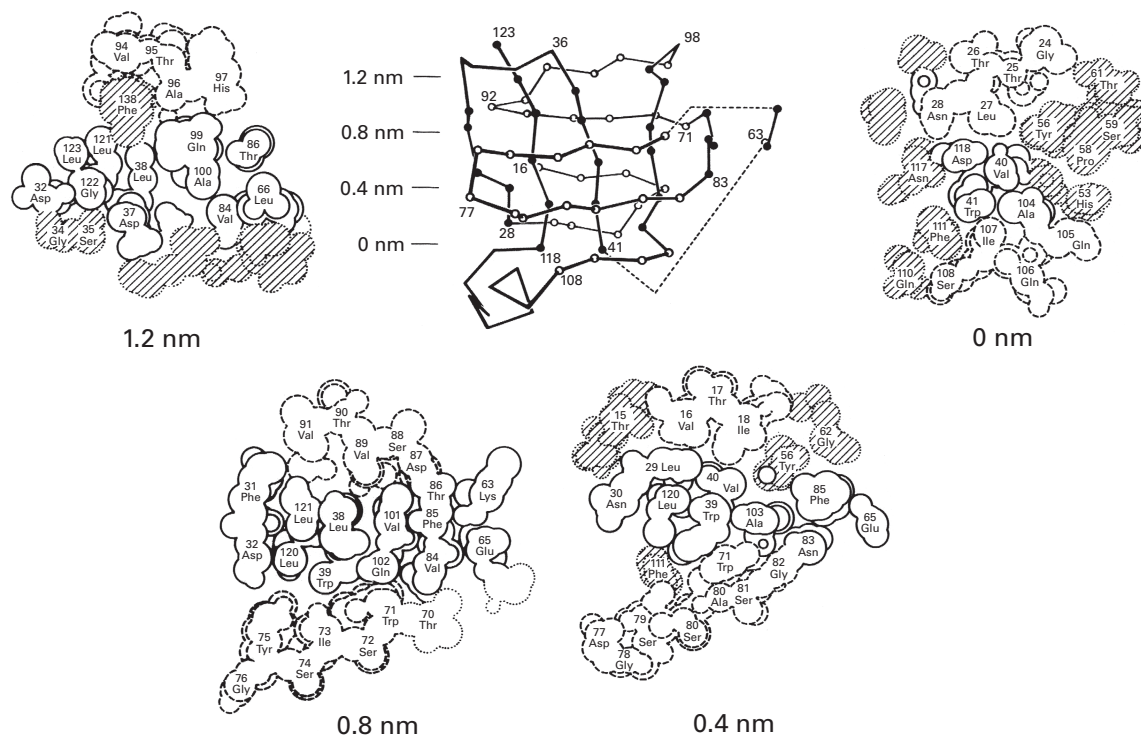 94
Val
95
Thr
96
Ala
97
His
138
Phe
99
Gln
86
Thr
121
Leu
123
Leu
38
Leu
100
Ala
122
Gly
32
Asp
66
Leu
84
Val
37
Asp
34
Gly
35
Ser
1.2 nm
123
36
98
1.2 nm
92
0.8 nm
71
63
16
0.4 nm
83
77
28
0 nm
118
41
108
26
Thr
25
Thr
24
Gly
61
Thr
28
Asn
27
Leu
56
Tyr
59
Ser
58
Pro
118
Asp
40
Val
117
Asn
53
His
41
Trp
104
Ala
111
Phe
107
Ile
105
Gln
110
Gln
108
Ser
106
Gln
0 nm
90
Thr
91
Val
89
Val
88
Ser
87
Asp
86
Thr
63
Lys
31
Phe
121
Leu
38
Leu
101
Val
85
Phe
65
Glu
32
Asp
120
Leu
39
Trp
102
Gln
84
Val
71
Trp
70
Thr
75
Tyr
73
Ile
72
Ser
74
Ser
76
Gly
0.8 nm
17
Thr
15
Thr
16
Val
18
Ile
62
Gly
56
Tyr
29 Leu
40
Val
30
Asn
120
Leu
39
Trp
103
Ala
85
Phe
65
Glu
83
Asn
71
Trp
82
Gly
111
Phe
80
Ala
81
Ser
79
Ser
80
Ser
77
Asp
78
Gly
0.4 nm